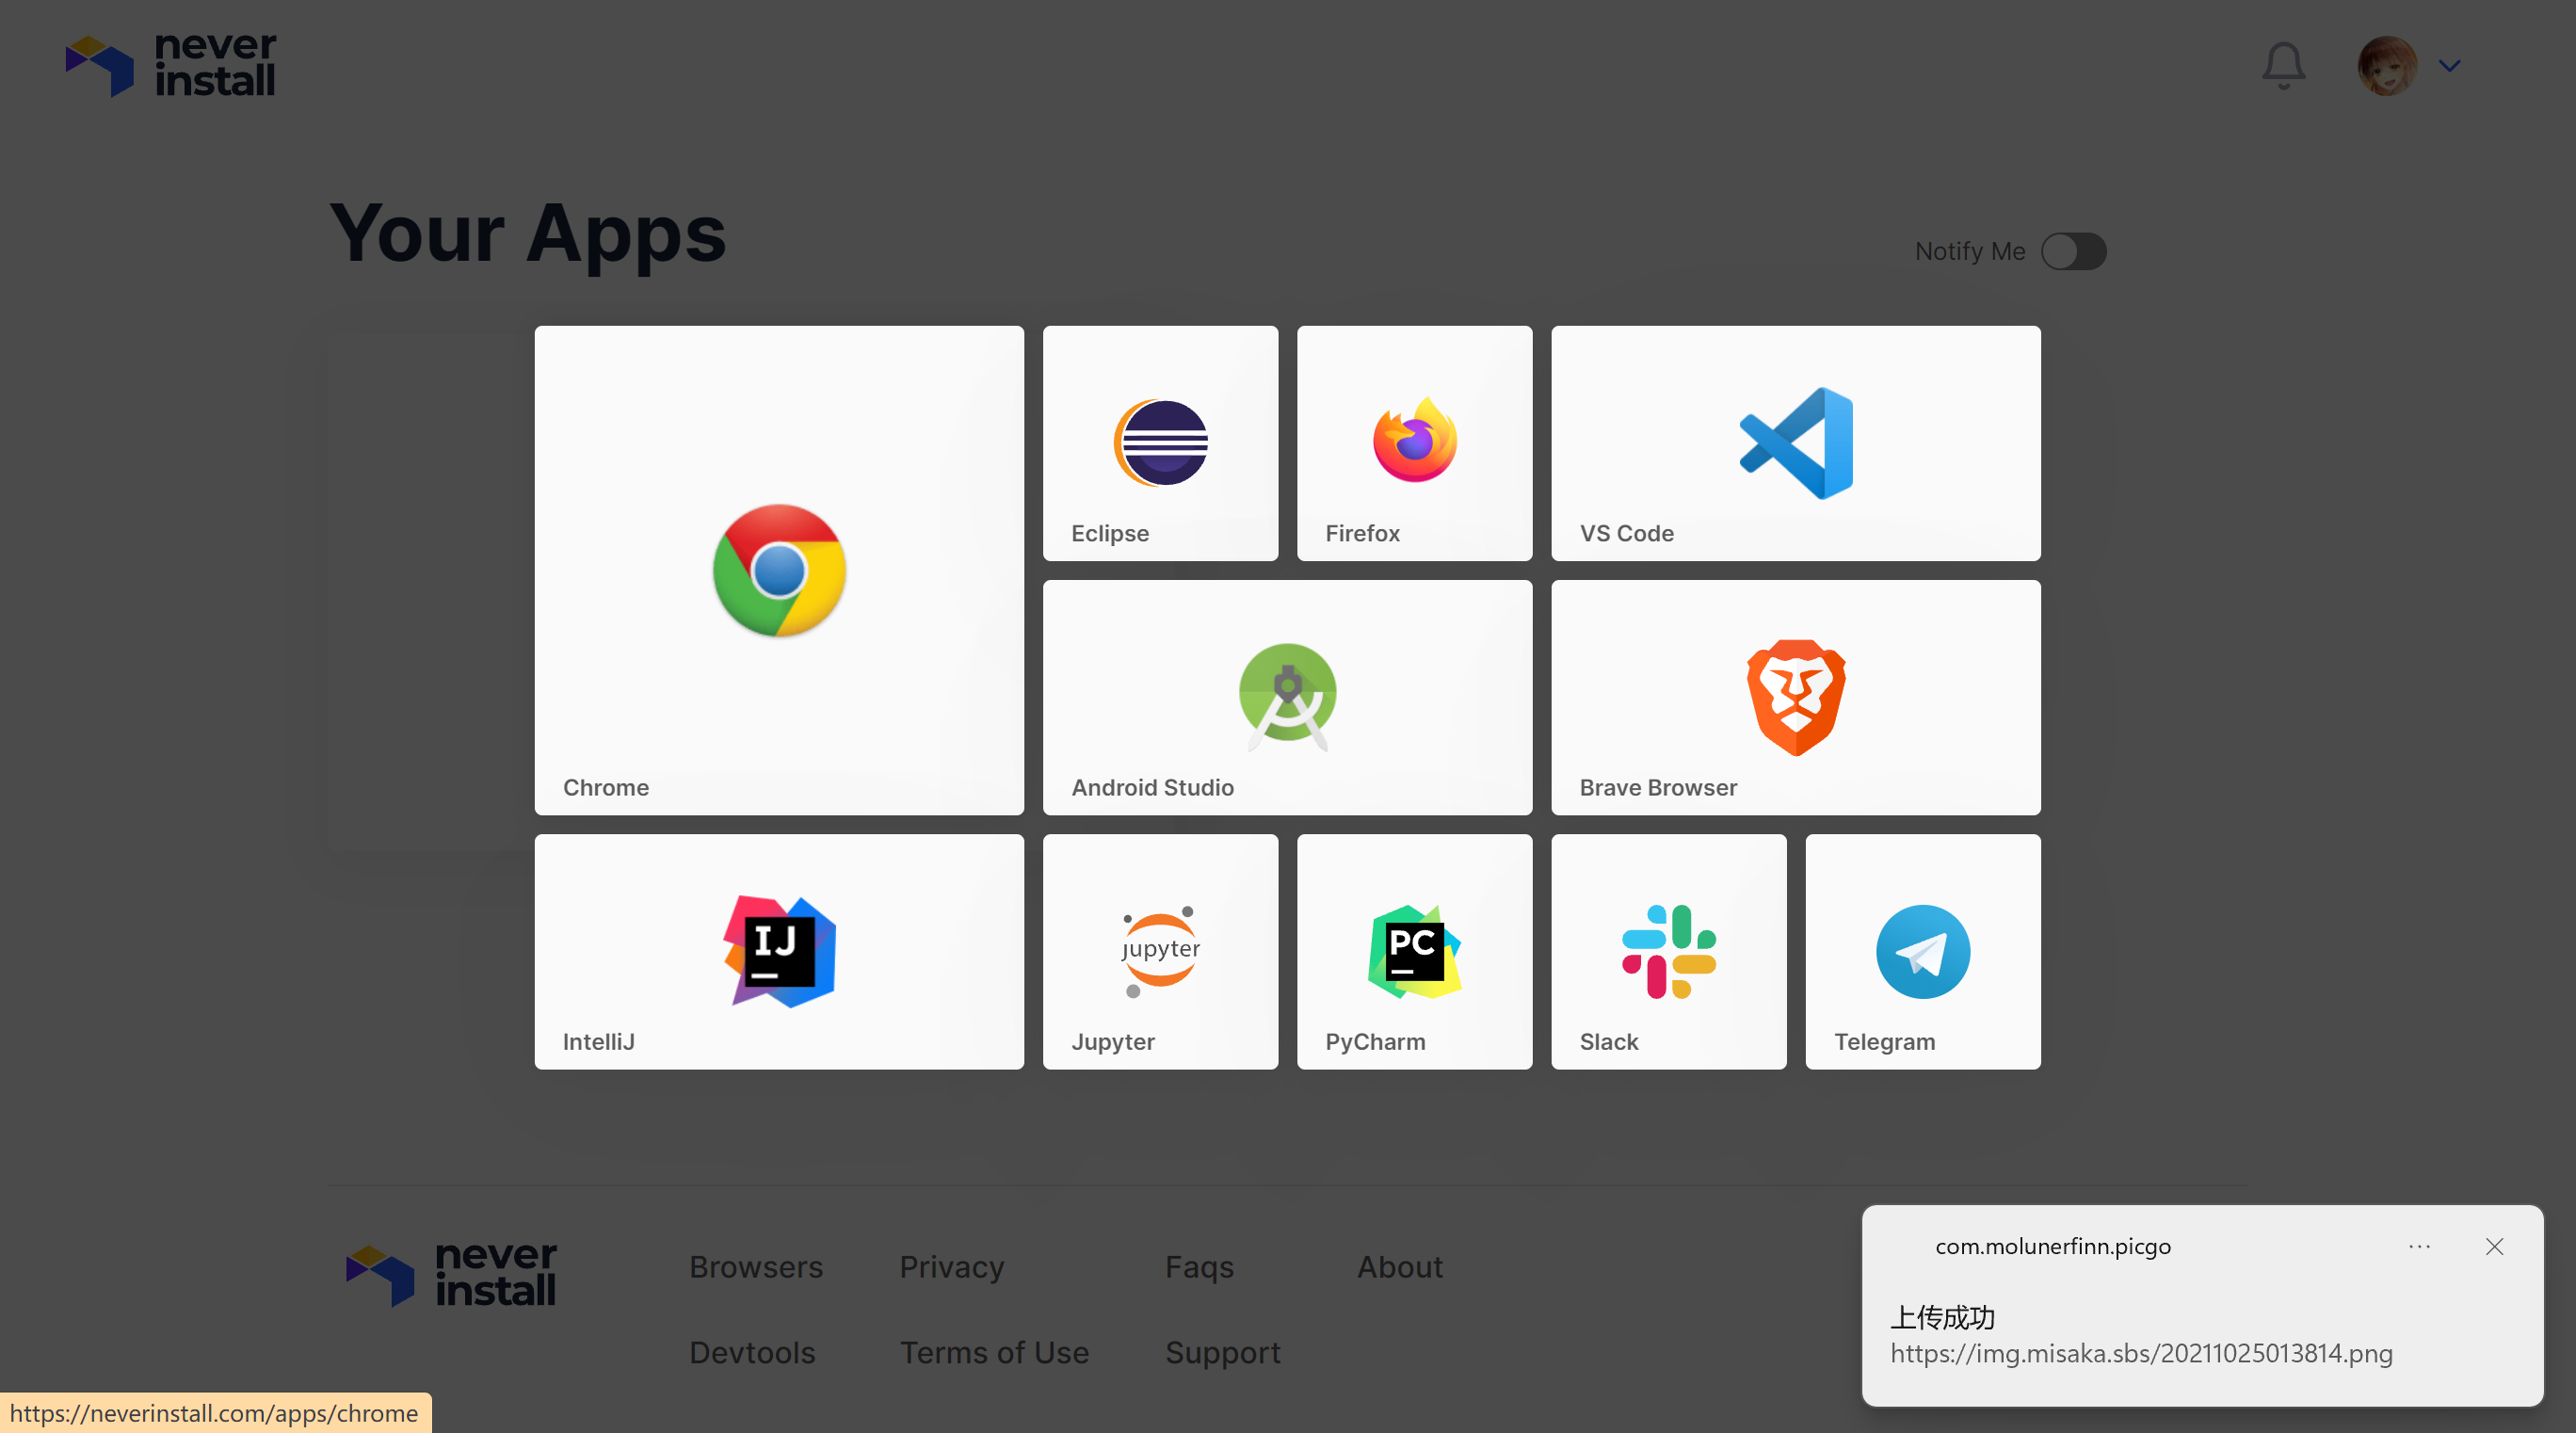 never
install
Your Apps
Notify Me
Chrome
Eclipse
Firefox
VS Code
Android Studio
Brave Browser
IJ
IntelliJ
jupyter
Jupyter
PC
PyCharm
Slack
Telegram
never
install
Browsers
Privacy
Faqs
About
Devtools
Terms of Use
Support
com.molunerfinn.picgo
上传成功
https://img.misaka.sbs/20211025013814.png
https://neverinstall.com/apps/chrome